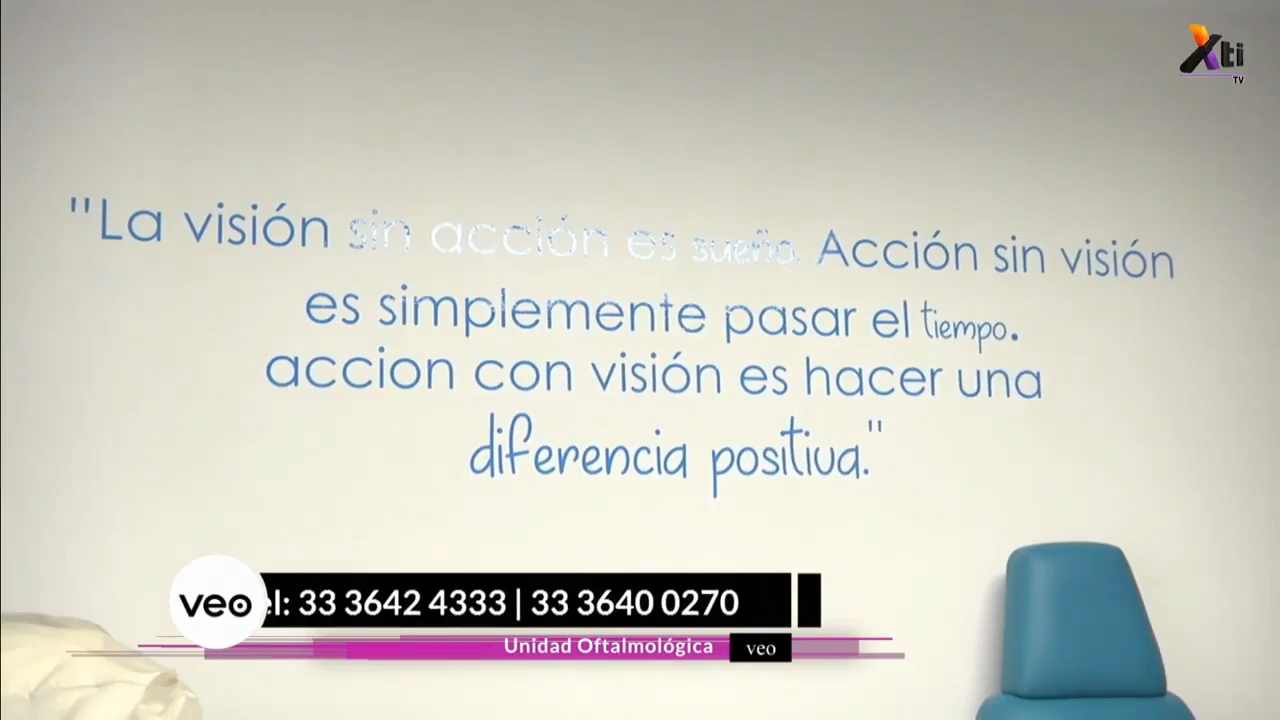 Xti
TV
"La visión sin acción es sueño. Acción sin visión
es simplemente pasar el tiempo.
accion con visión es hacer una
diferencia positiva."
veo
el: 33 3642 4333 | 33 3640 0270
Unidad Oftalmológica
veo